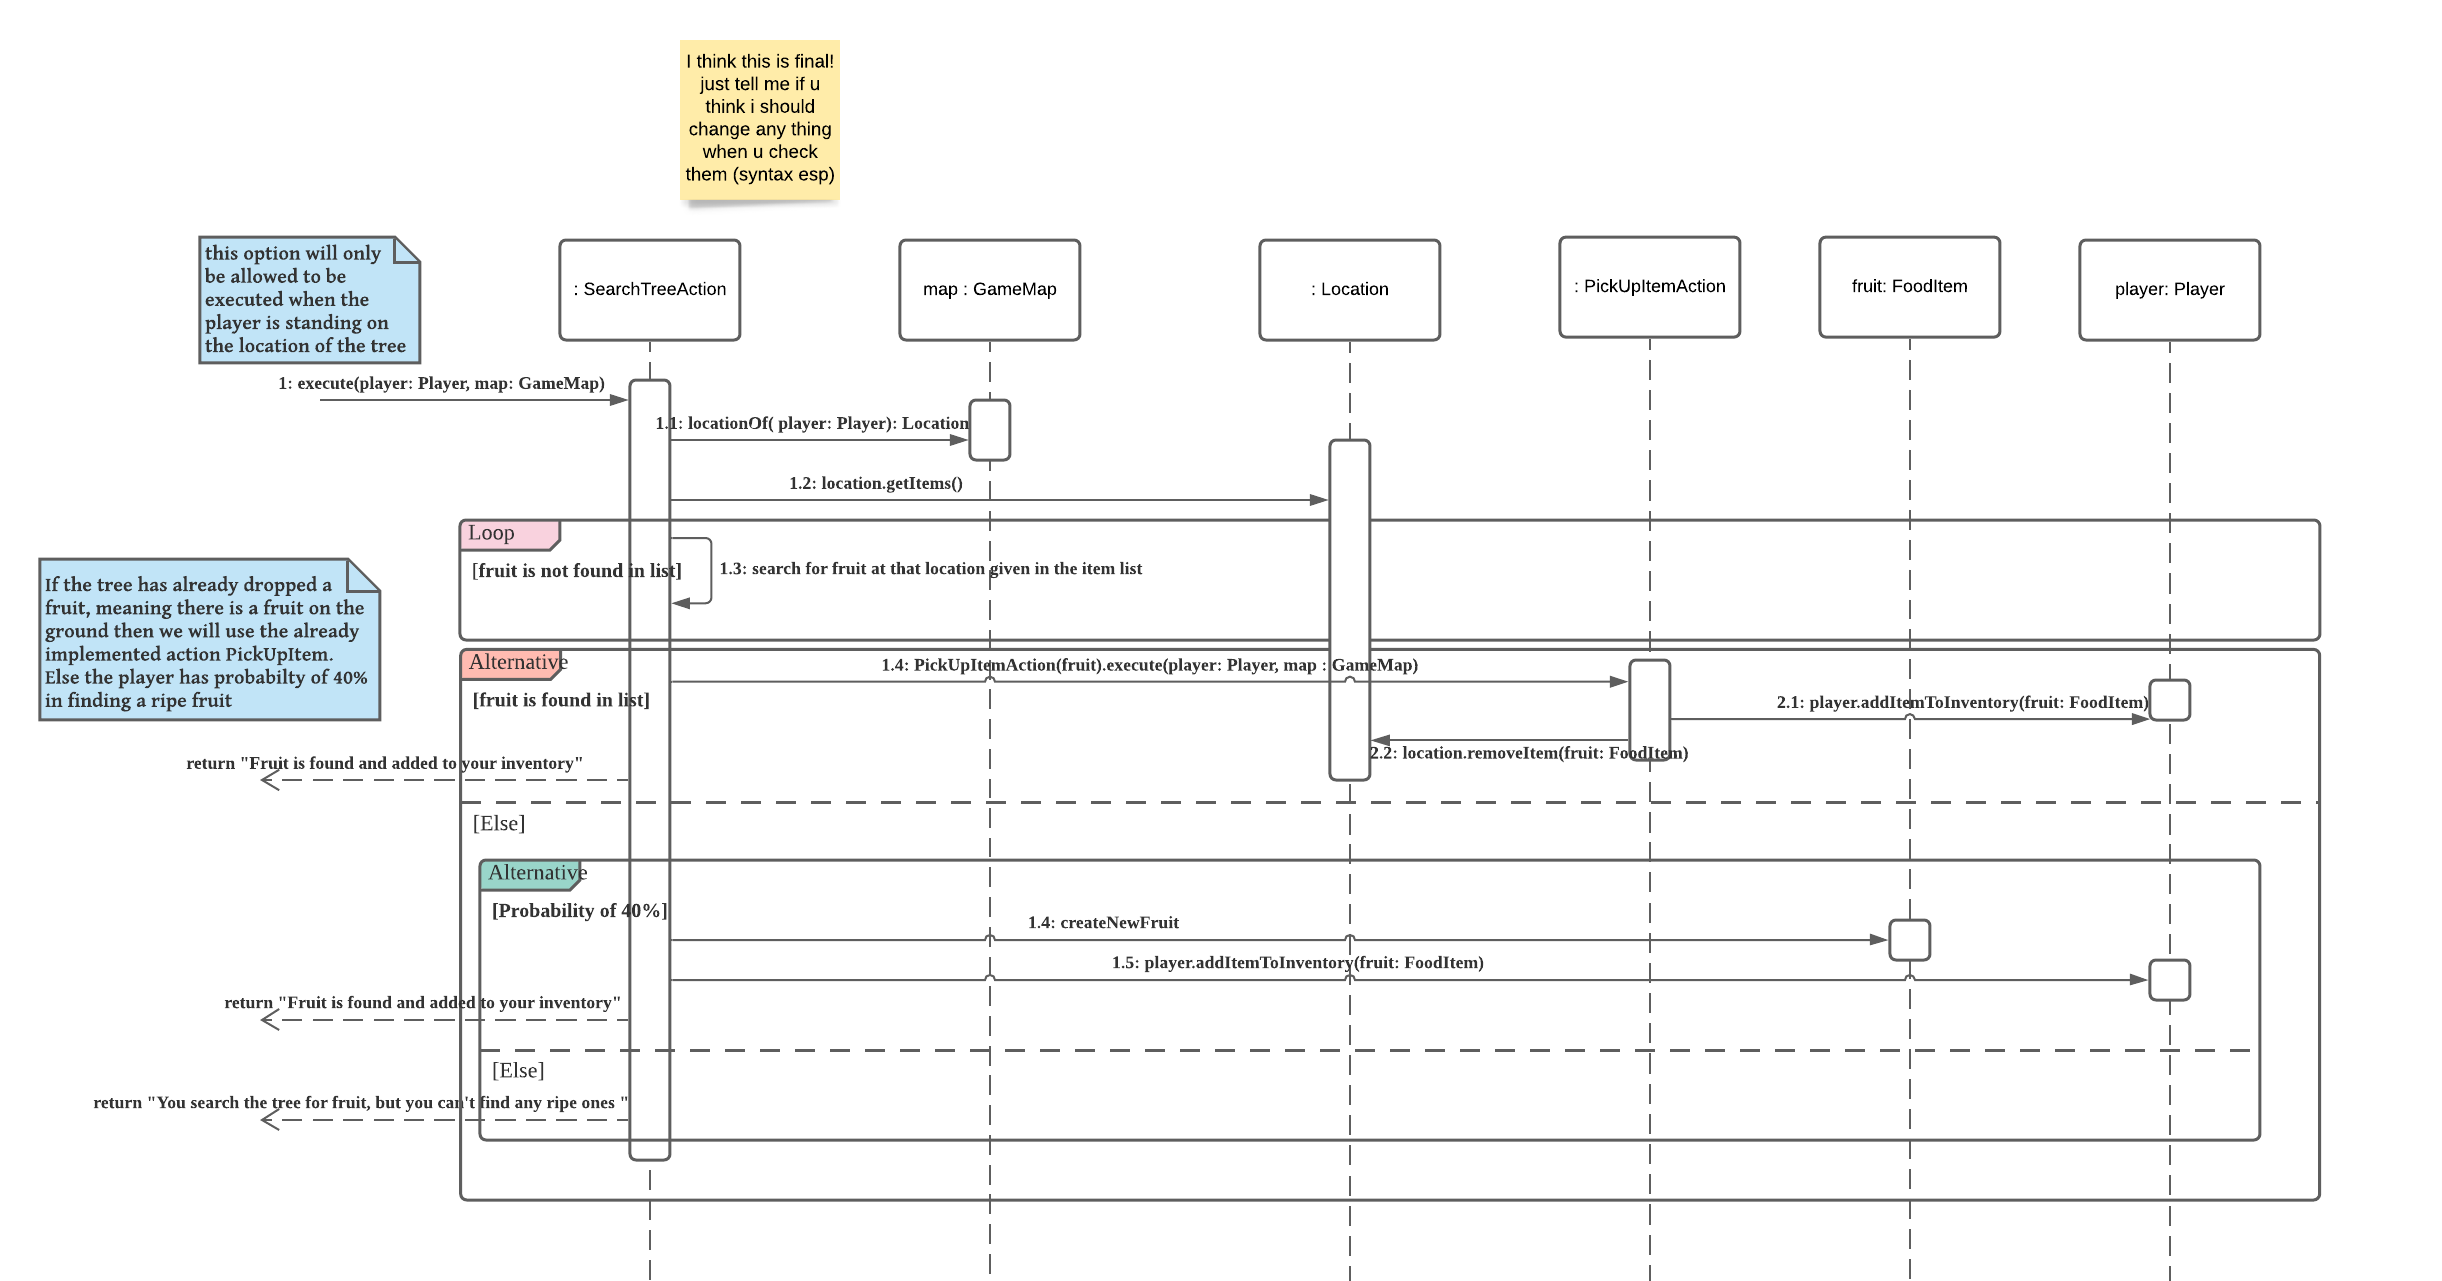 I think this is final!
just tell me if u
think i should
change any thing
when u check
them (syntax esp)
this option will only
be allowed to be
executed when the
player is standing on
the location of the tree
: SearchTreeAction
map : GameMap
: Location
: PickUpItemAction
fruit: FoodItem
player: Player
1: execute(player: Player, map: GameMap)
1.1: locationOf( player: Player): Location
1.2: location.getItems()
Loop
[fruit is not found in list]
1.3: search for fruit at that location given in the item list
If the tree has already dropped a
fruit, meaning there is a fruit on the
ground then we will use the already
implemented action PickUpItem.
Else the player has probabilty of 40%
in finding a ripe fruit
Alternative
[fruit is found in list]
1.4: PickUpItemAction(fruit).execute(player: Player, map : GameMap)
2.1: player.addItemToInventory(fruit: FoodItem)
2.2: location.removeItem(fruit: FoodItem)
return "Fruit is found and added to your inventory"
[Else]
Alternative
[Probability of 40%]
1.4: createNewFruit
1.5: player.addItemToInventory(fruit: FoodItem)
return "Fruit is found and added to your inventory"
[Else]
return "You search the tree for fruit, but you can't find any ripe ones "